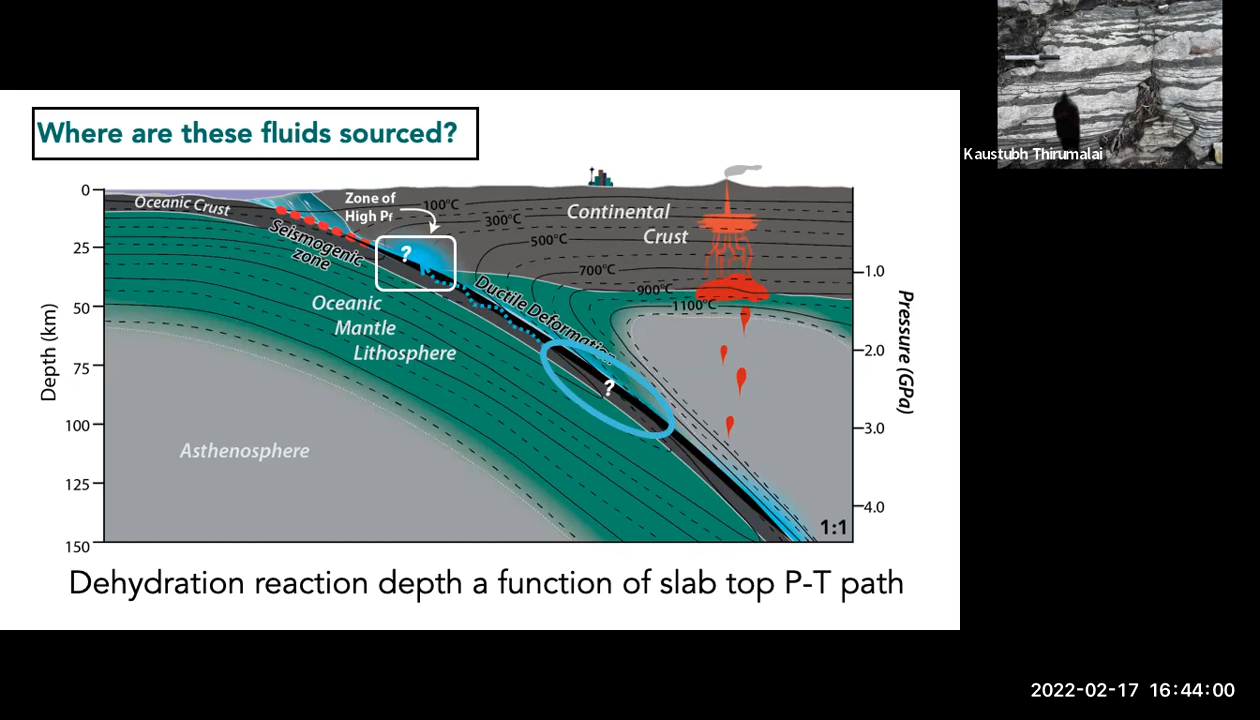 Where are these fluids sourced?
Kaustubh Thirumalai
0
25
50
75
100
125
150
Depth (km)
Oceanic Crust
Zone of
High Pf
100°C
300°C
500°C
700°C
900°C
1100°C
Continental
Crust
Seismogenic
zone
?
Ductile Deformation
Oceanic
Mantle
Lithosphere
?
Asthenosphere
1.0
2.0
3.0
4.0
Pressure (GPa)
1:1
Dehydration reaction depth a function of slab top P-T path
2022-02-17 16:44:00